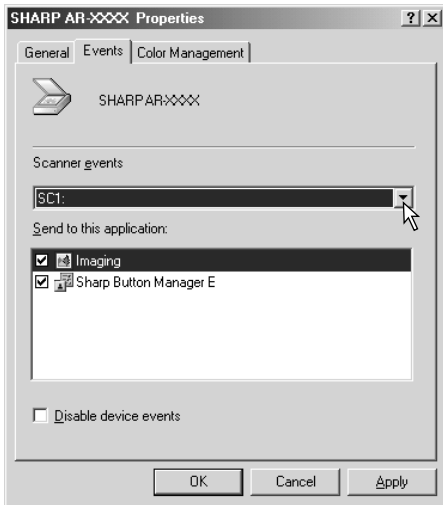 SHARP AR-XXXX Properties
General Events Color Management
SHARP AR-XXXX
Scanner events
SC1:
Send to this application:
Imaging
Sharp Button Manager E
Disable device events
OK Cancel Apply